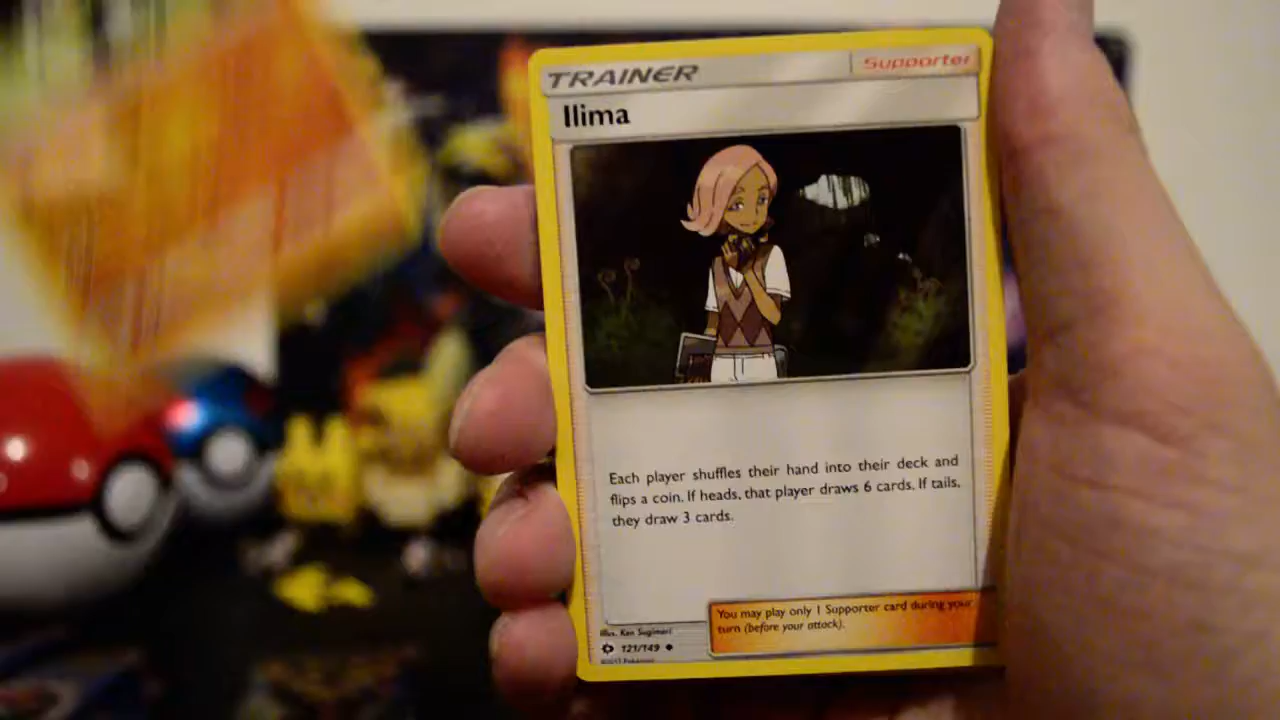 TRAINER Supporter
Ilima
Each player shuffles their hand into their deck and
flips a coin. If heads, that player draws 6 cards. If tails,
they draw 3 cards.
You may play only 1 Supporter card during your
turn (before your attack).
Illus. Ken Sugimori
121/149
©2017 Pokémon